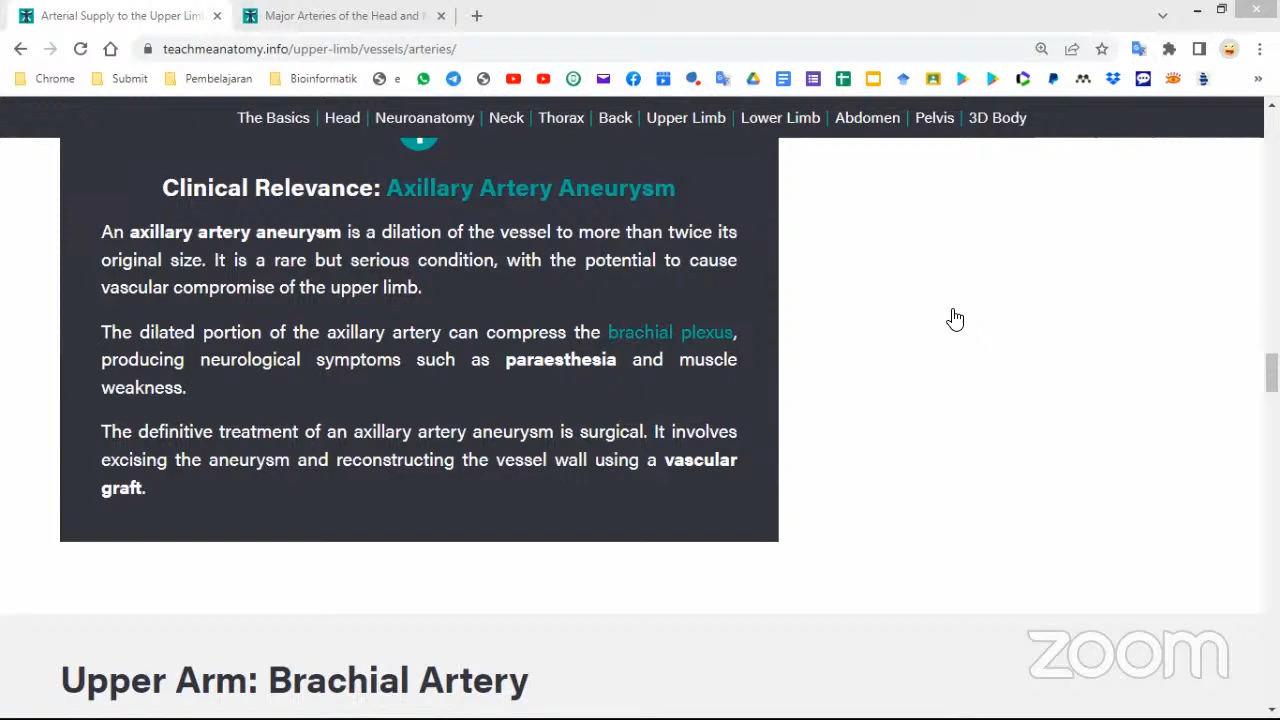 Arterial Supply to the Upper Lim
Major Arteries of the Head and
teachmeanatomy.info/upper-limb/vessels/arteries/
Chrome Submit Pembelajaran Bioinformatik e
The Basics | Head | Neuroanatomy | Neck | Thorax | Back | Upper Limb | Lower Limb | Abdomen | Pelvis | 3D Body
Clinical Relevance: Axillary Artery Aneurysm
An axillary artery aneurysm is a dilation of the vessel to more than twice its
original size. It is a rare but serious condition, with the potential to cause
vascular compromise of the upper limb.
The dilated portion of the axillary artery can compress the brachial plexus,
producing neurological symptoms such as paraesthesia and muscle
weakness.
The definitive treatment of an axillary artery aneurysm is surgical. It involves
excising the aneurysm and reconstructing the vessel wall using a vascular
graft.
Upper Arm: Brachial Artery
zoom